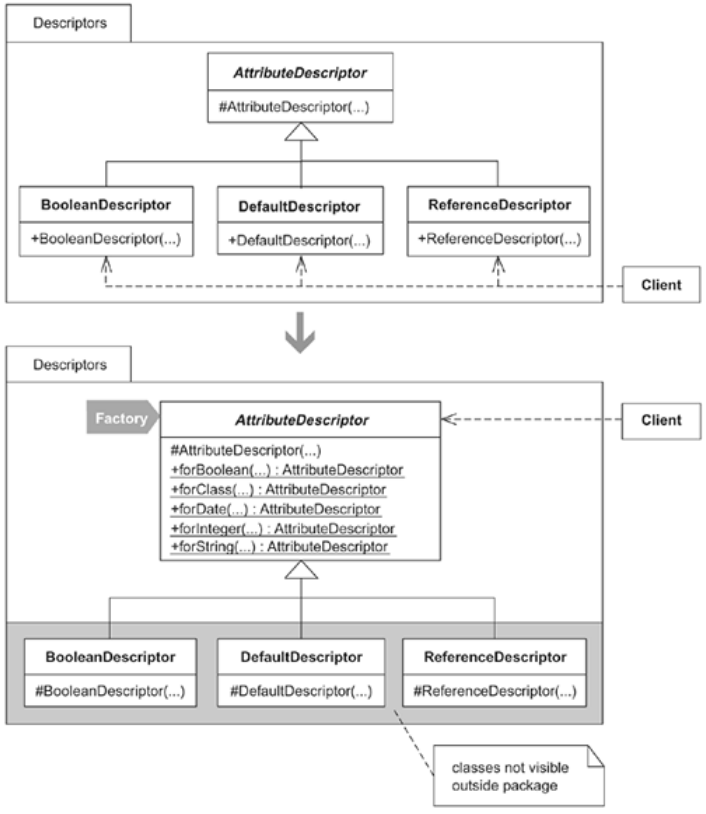 Descriptors
AttributeDescriptor
#AttributeDescriptor(...)
BooleanDescriptor
+BooleanDescriptor(...)
DefaultDescriptor
+DefaultDescriptor(...)
ReferenceDescriptor
+ReferenceDescriptor(...)
Client
Descriptors
Factory
AttributeDescriptor
#AttributeDescriptor(...)
+forBoolean(...) : AttributeDescriptor
+forClass(...) : AttributeDescriptor
+forDate(...) : AttributeDescriptor
+forInteger(...) : AttributeDescriptor
+forString(...) : AttributeDescriptor
Client
BooleanDescriptor
#BooleanDescriptor(...)
DefaultDescriptor
#DefaultDescriptor(...)
ReferenceDescriptor
#ReferenceDescriptor(...)
classes not visible
outside package